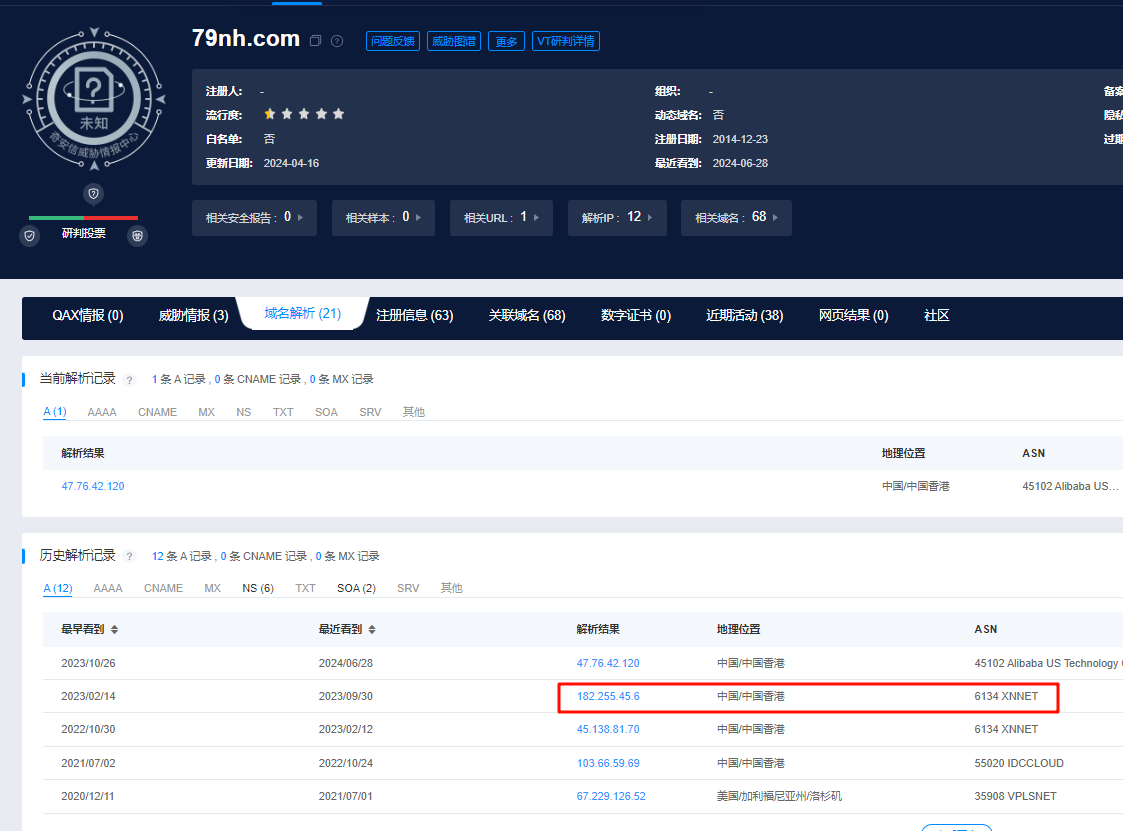 79nh.com 问题反馈 威胁图谱 更多 VT研判详情
未知
奇安信威胁情报中心
注册人: - 组织: - 备案
流行度: 动态域名: 否 隐私
白名单: 否 注册日期: 2014-12-23 过期
更新日期: 2024-04-16 最近看到: 2024-06-28
研判投票
相关安全报告: 0 相关样本: 0 相关URL: 1 解析IP: 12 相关域名: 68
QAX情报 (0) 威胁情报 (3) 域名解析 (21) 注册信息 (63) 关联域名 (68) 数字证书 (0) 近期活动 (38) 网页结果 (0) 社区
当前解析记录 ? 1 条 A 记录 , 0 条 CNAME 记录 , 0 条 MX 记录
A (1) AAAA CNAME MX NS TXT SOA SRV 其他
解析结果 地理位置 ASN
47.76.42.120 中国/中国香港 45102 Alibaba US...
历史解析记录 ? 12 条 A 记录 , 0 条 CNAME 记录 , 0 条 MX 记录
A (12) AAAA CNAME MX NS (6) TXT SOA (2) SRV 其他
最早看到 最近看到 解析结果 地理位置 ASN
2023/10/26 2024/06/28 47.76.42.120 中国/中国香港 45102 Alibaba US Technology
2023/02/14 2023/09/30 182.255.45.6 中国/中国香港 6134 XNNET
2022/10/30 2023/02/12 45.138.81.70 中国/中国香港 6134 XNNET
2021/07/02 2022/10/24 103.66.59.69 中国/中国香港 55020 IDCCLOUD
2020/12/11 2021/07/01 67.229.126.52 美国/加利福尼亚州/洛杉矶 35908 VPLSNET